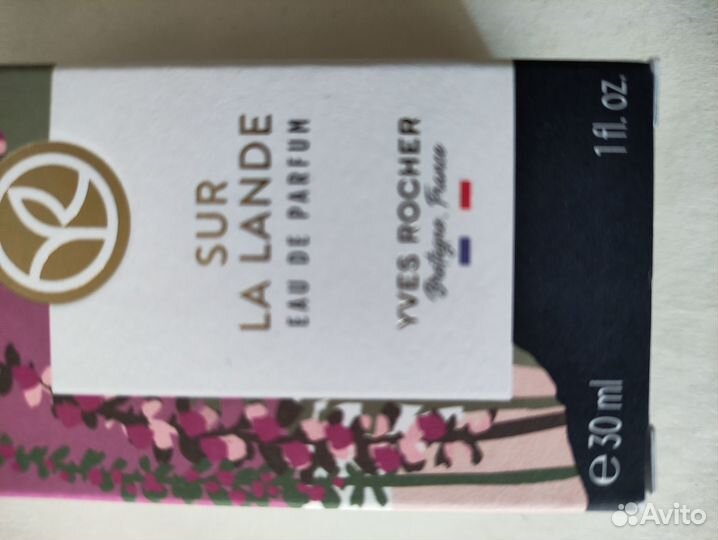 SUR
LA LANDE
EAU DE PARFUM
YVES ROCHER
Bretagne, France
e 30 ml
1 fl. oz.
Avito